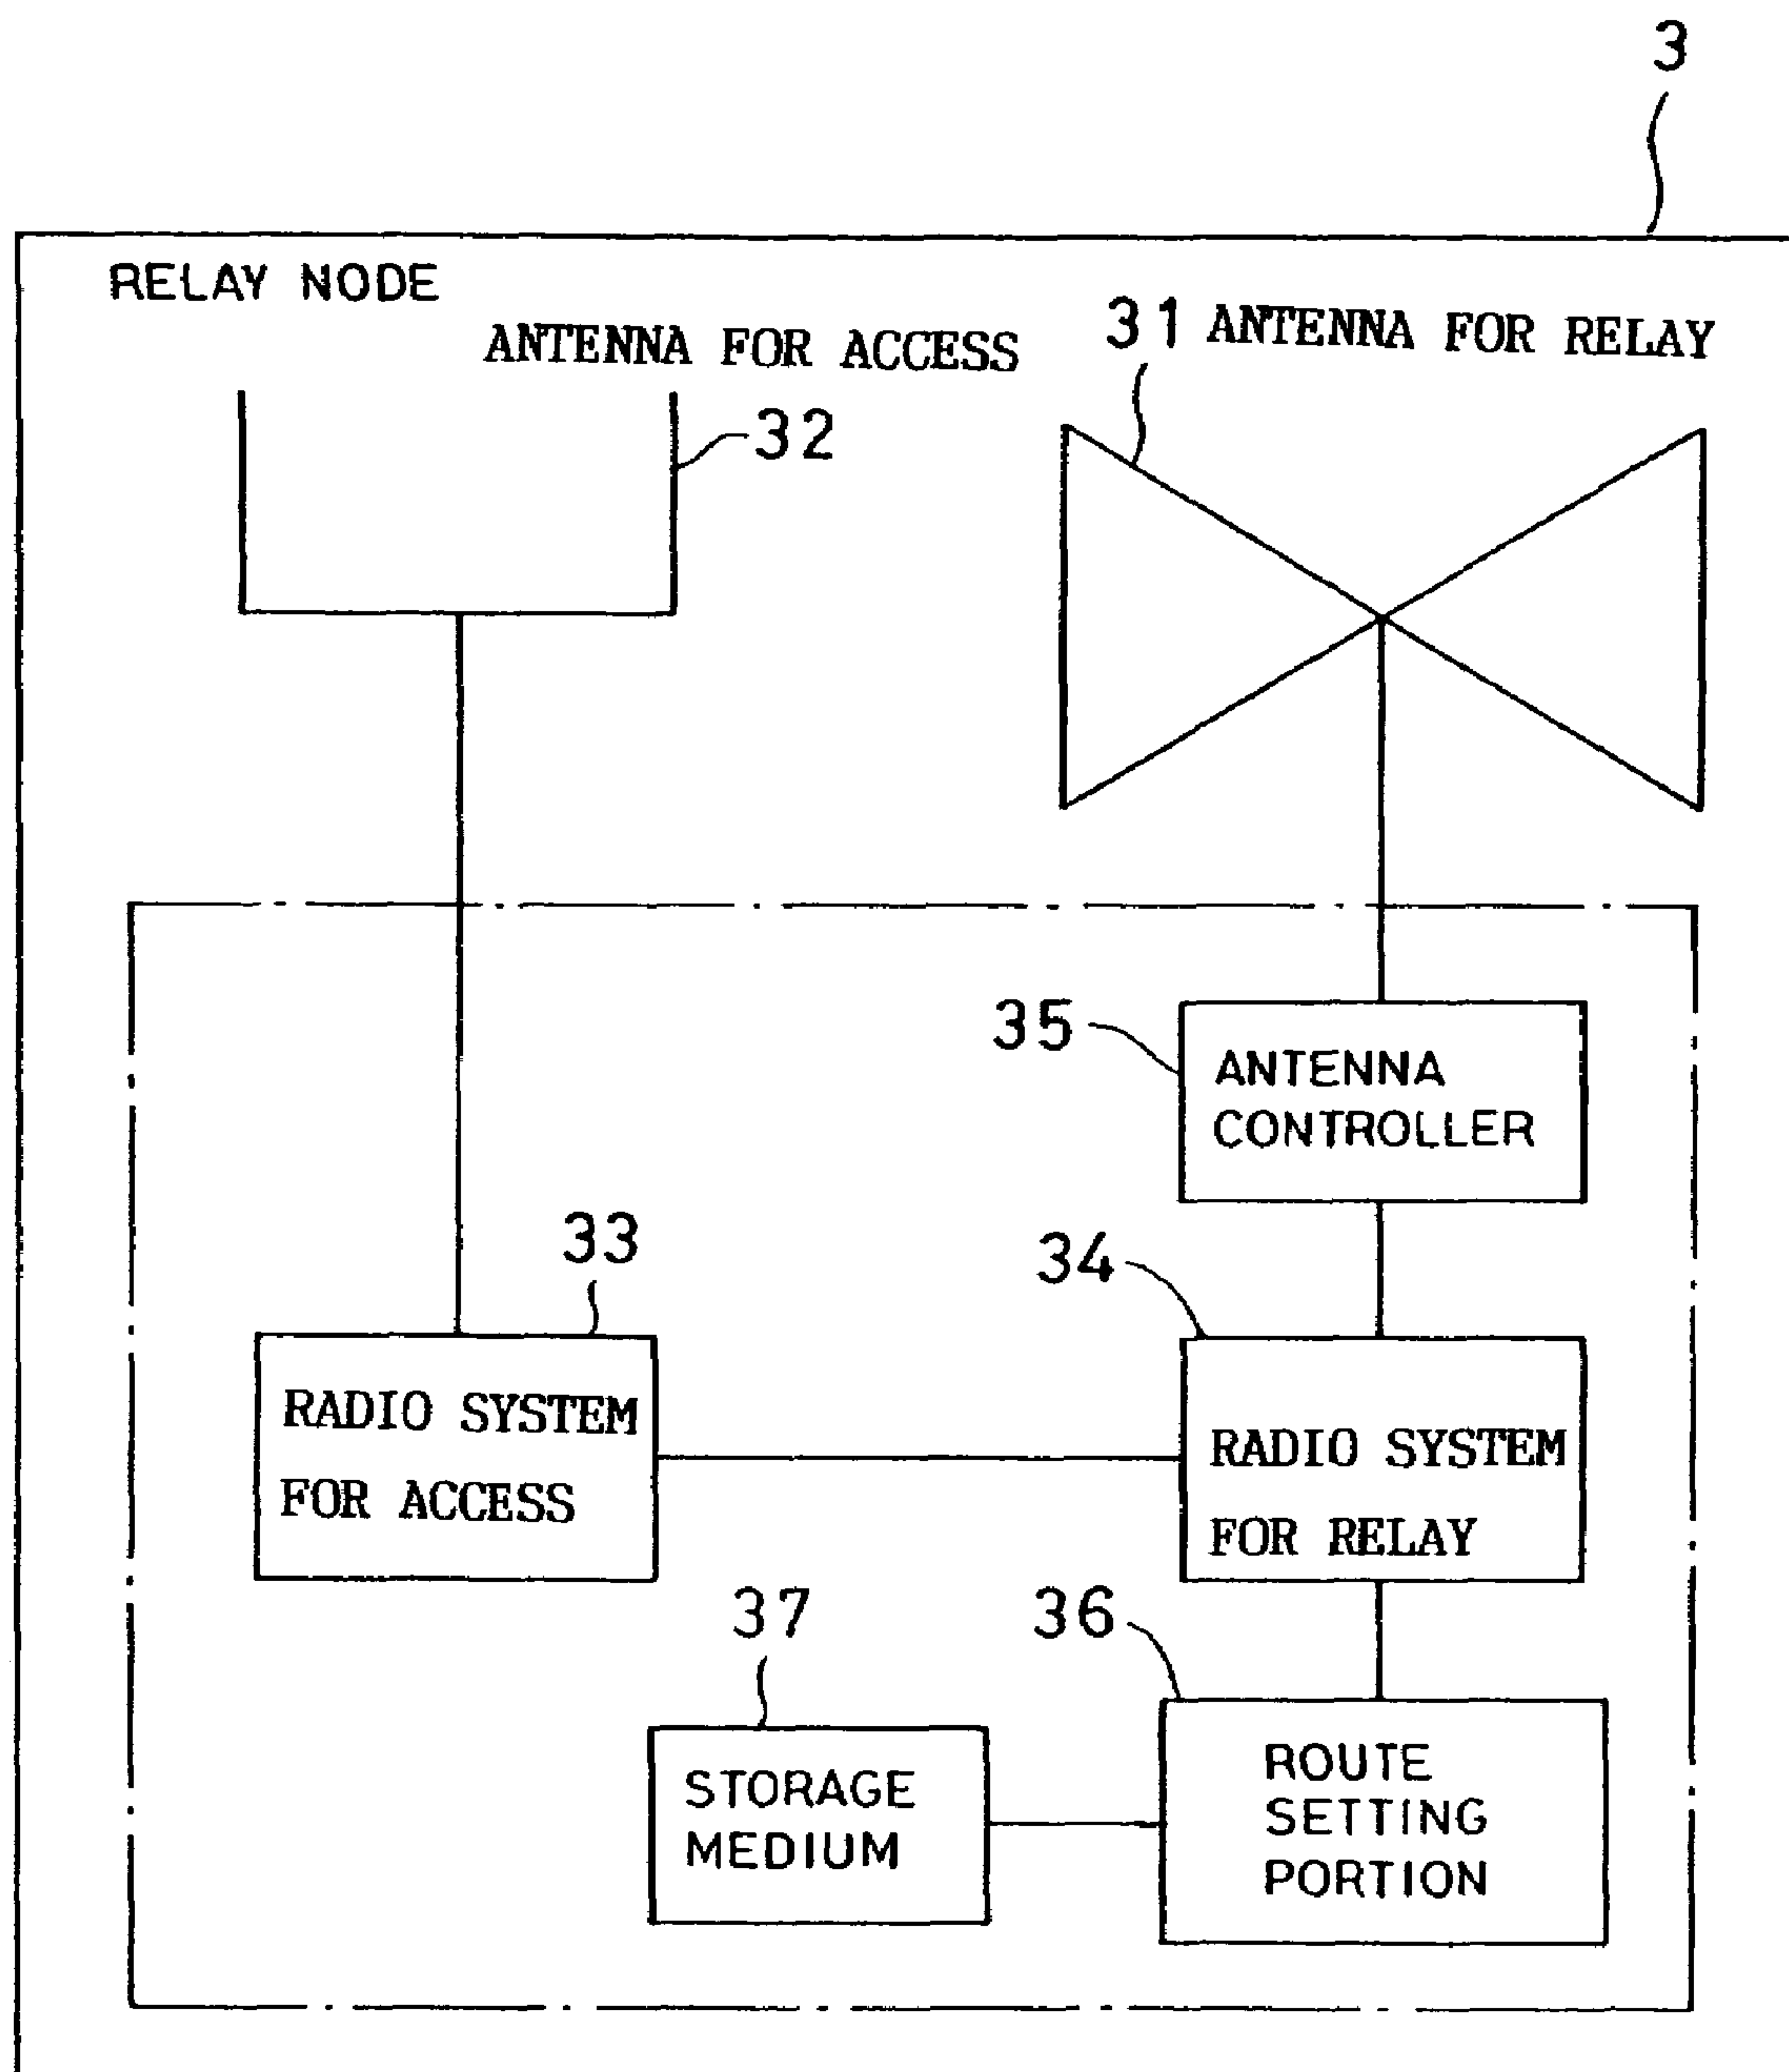 3
RELAY NODE
ANTENNA FOR ACCESS
31 ANTENNA FOR RELAY
32
35
ANTENNA
CONTROLLER
33
34
RADIO SYSTEM
FOR ACCESS
RADIO SYSTEM
FOR RELAY
37
36
STORAGE
MEDIUM
ROUTE
SETTING
PORTION